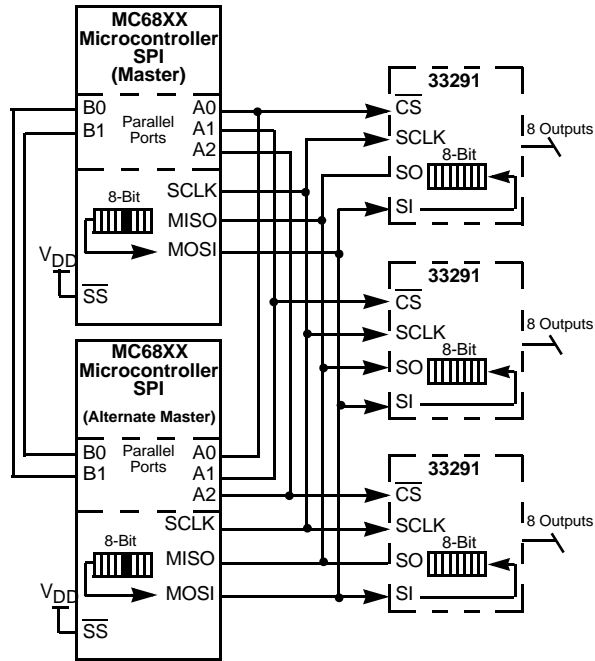 MC68XX
Microcontroller
SPI
(Master)
B0
B1
Parallel
Ports
A0
A1
A2
8-Bit
SCLK
MISO
MOSI
VDD
SS
MC68XX
Microcontroller
SPI
(Alternate Master)
B0
B1
Parallel
Ports
A0
A1
A2
8-Bit
SCLK
MISO
MOSI
VDD
SS
33291
CS
SCLK
8-Bit
SO
SI
8 Outputs
33291
CS
SCLK
8-Bit
SO
SI
8 Outputs
33291
CS
SCLK
8-Bit
SO
SI
8 Outputs